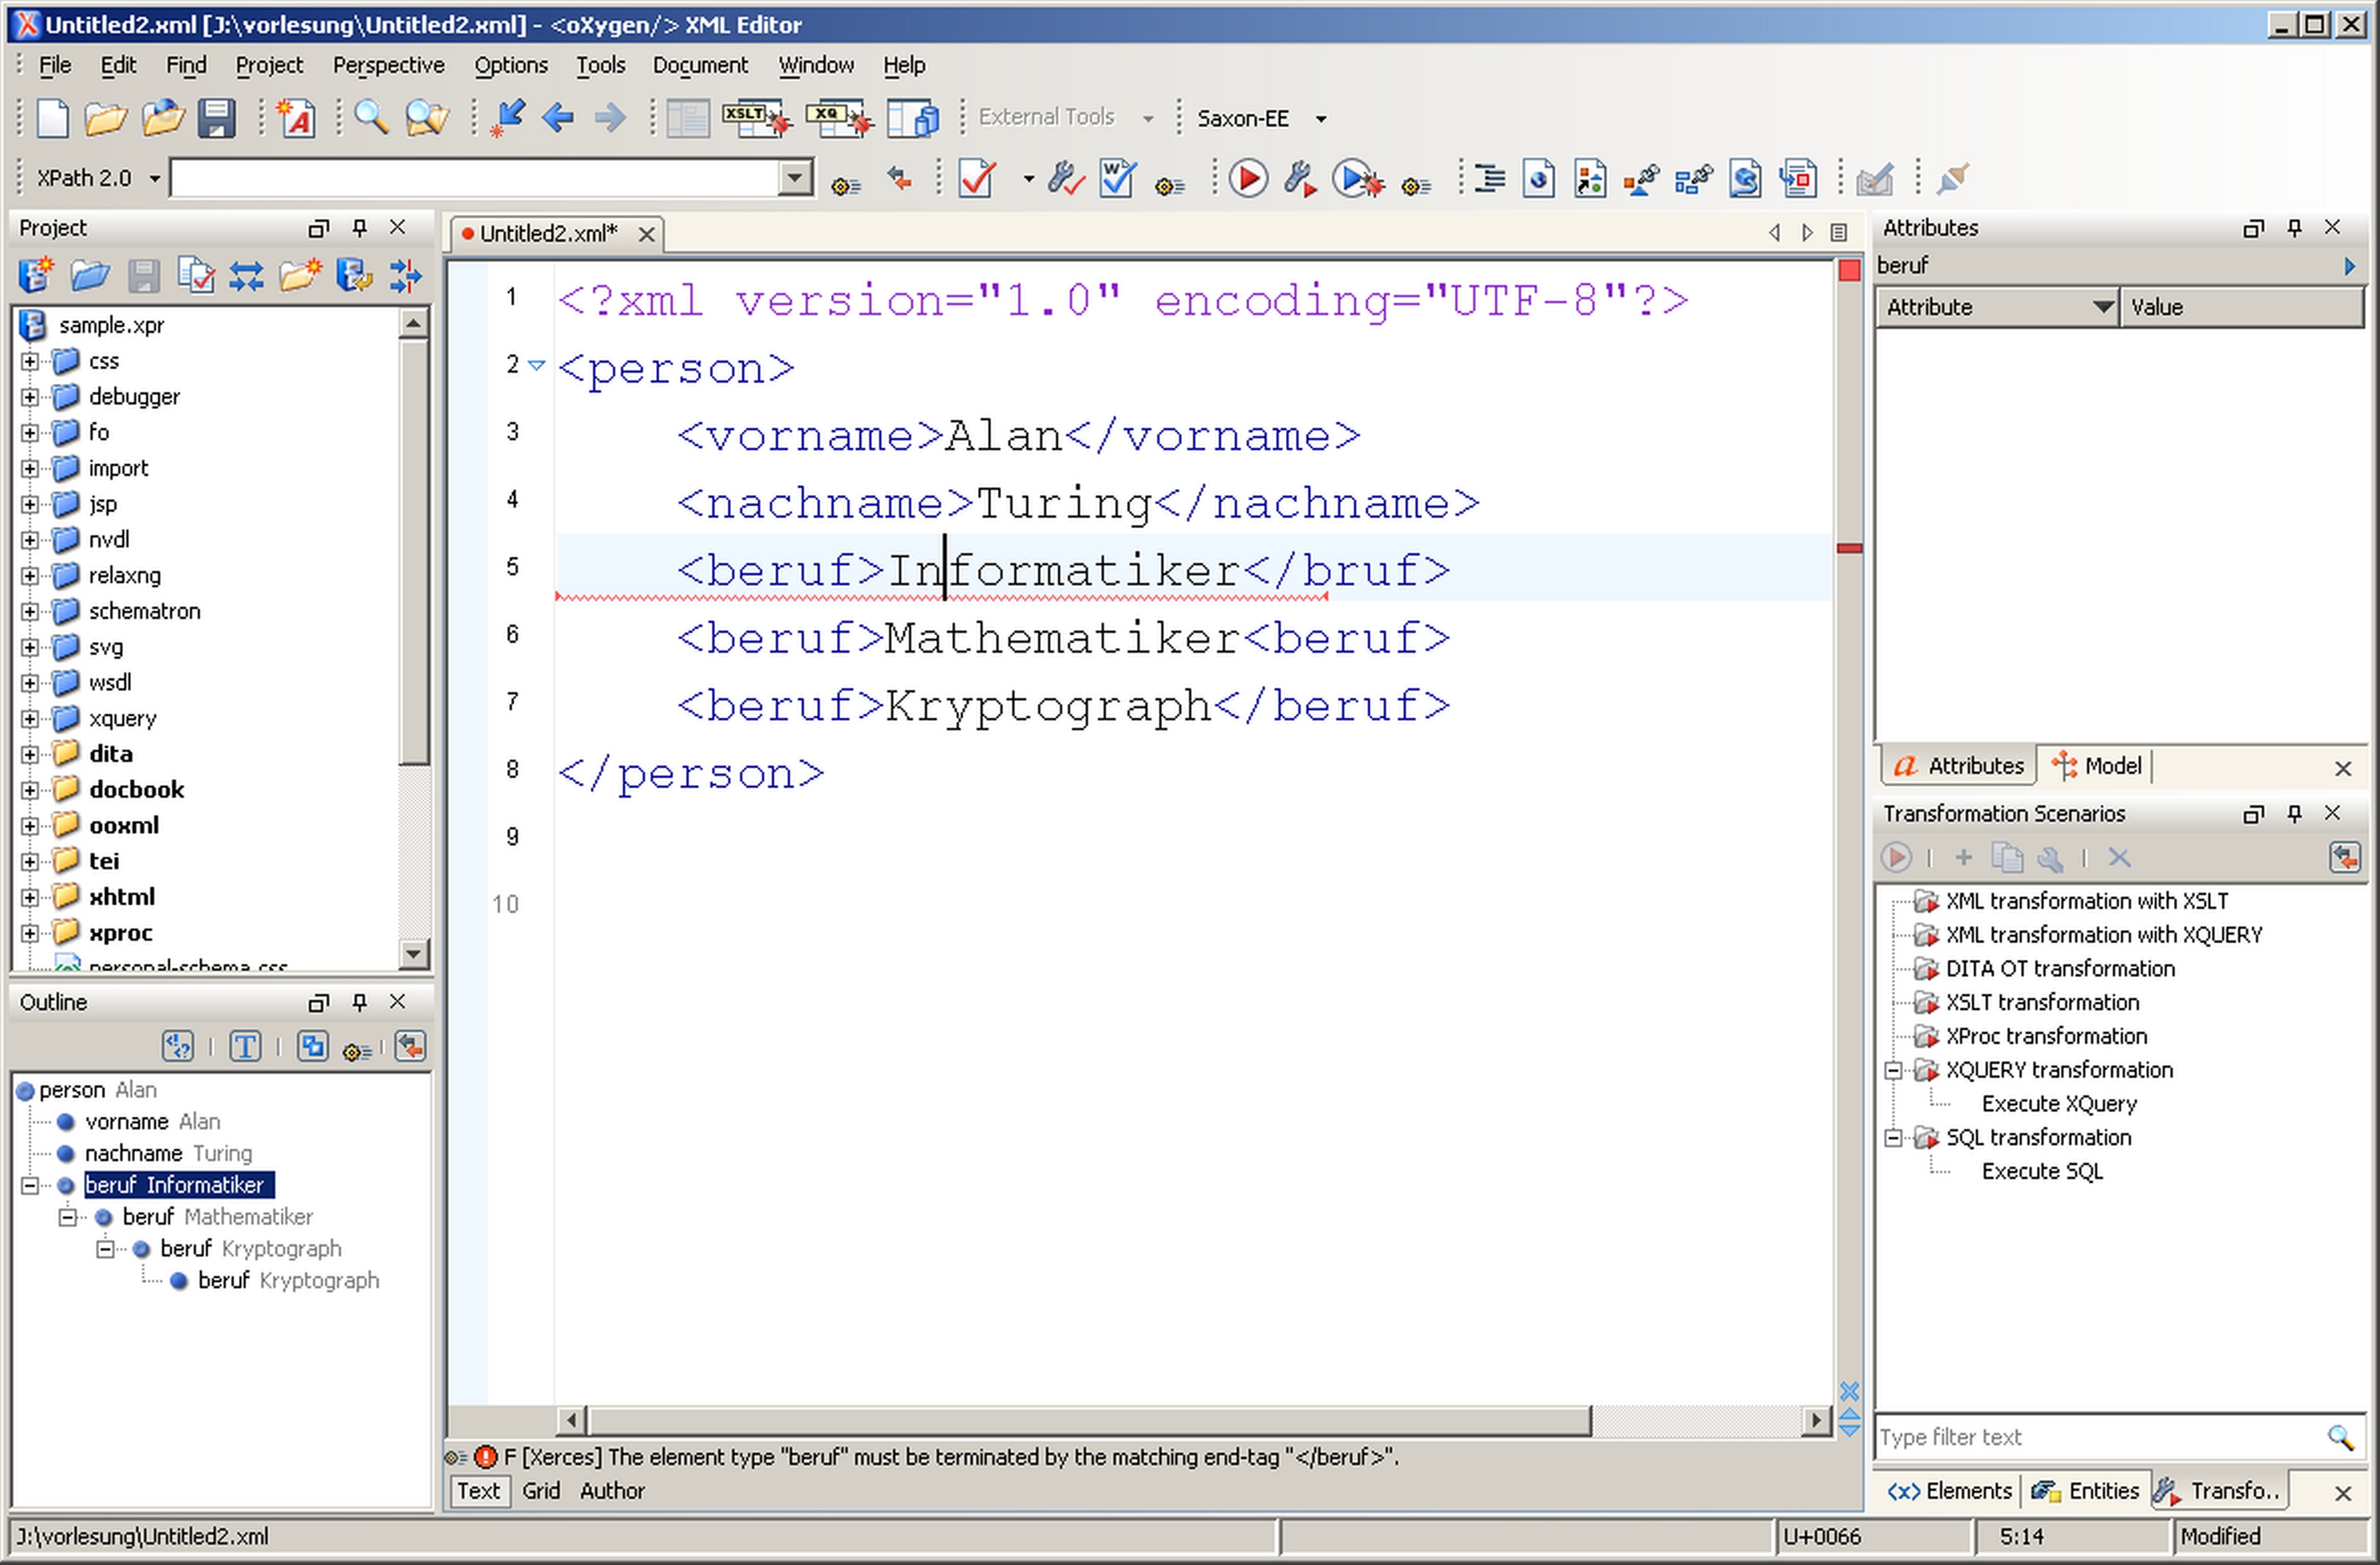 Untitled2.xml [J:\vorlesung\Untitled2.xml] - <oXygen/> XML Editor
File Edit Find Project Perspective Options Tools Document Window Help
XSLT XQ External Tools Saxon-EE
XPath 2.0
Project
sample.xpr
css
debugger
fo
import
jsp
nvdl
relaxng
schematron
svg
wsdl
xquery
dita
docbook
ooxml
tei
xhtml
xproc
personal-schema.css
Outline
person Alan
vorname Alan
nachname Turing
beruf Informatiker
beruf Mathematiker
beruf Kryptograph
beruf Kryptograph
Untitled2.xml*
1 <?xml version="1.0" encoding="UTF-8"?>
2 <person>
3 <vorname>Alan</vorname>
4 <nachname>Turing</nachname>
5 <beruf>Informatiker</bruf>
6 <beruf>Mathematiker<beruf>
7 <beruf>Kryptograph</beruf>
8 </person>
9
10
F [Xerces] The element type "beruf" must be terminated by the matching end-tag "</beruf>".
Text Grid Author
Attributes
beruf
Attribute Value
Attributes Model
Transformation Scenarios
XML transformation with XSLT
XML transformation with XQUERY
DITA OT transformation
XSLT transformation
XProc transformation
XQUERY transformation
Execute XQuery
SQL transformation
Execute SQL
Type filter text
<x> Elements Entities Transfo..
J:\vorlesung\Untitled2.xml U+0066 5:14 Modified